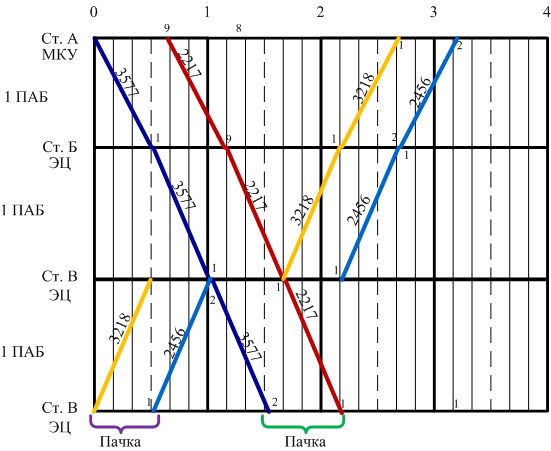 0 1 2 3 4
9 8
Ст. А
МКУ
1 1 2
3577 2217 3218 2456
1 ПАБ
1 9 1 2
1
Ст. Б
ЭЦ
3577 2217 3218 2456
1 ПАБ
1 1 1
Ст. В
ЭЦ
2
3218 2456 3577 2217
1 ПАБ
1 2 1 1
Ст. В
ЭЦ
Пачка Пачка